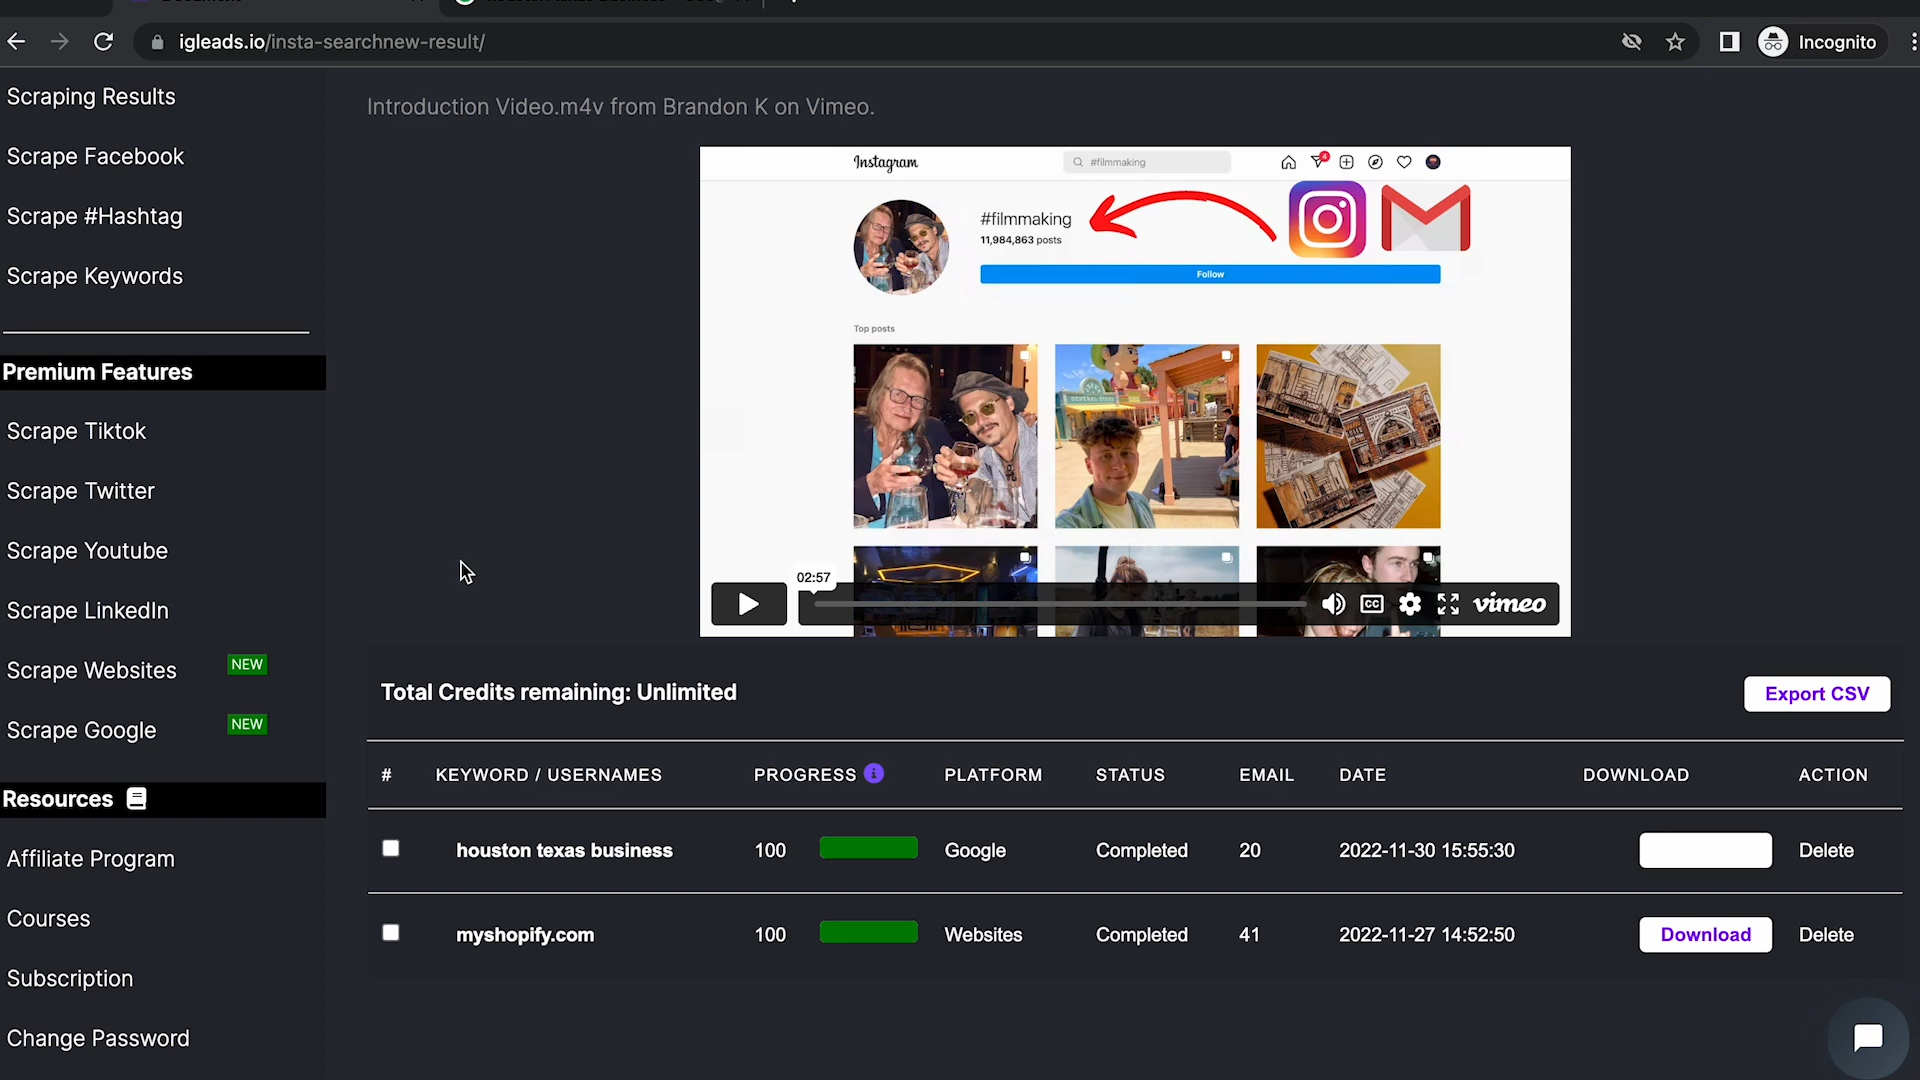 igleads.io/insta-searchnew-result/
Incognito
Scraping Results
Scrape Facebook
Scrape #Hashtag
Scrape Keywords
Premium Features
Scrape Tiktok
Scrape Twitter
Scrape Youtube
Scrape LinkedIn
Scrape Websites NEW
Scrape Google NEW
Resources
Affiliate Program
Courses
Subscription
Change Password
Introduction Video.m4v from Brandon K on Vimeo.
Instagram
#filmmaking
4
#filmmaking
11,984,863 posts
Follow
Top posts
GENERAL STORE
02:57
CC
vimeo
Total Credits remaining: Unlimited
Export CSV
# KEYWORD / USERNAMES PROGRESS i PLATFORM STATUS EMAIL DATE DOWNLOAD ACTION
houston texas business 100 Google Completed 20 2022-11-30 15:55:30 Delete
myshopify.com 100 Websites Completed 41 2022-11-27 14:52:50 Download Delete